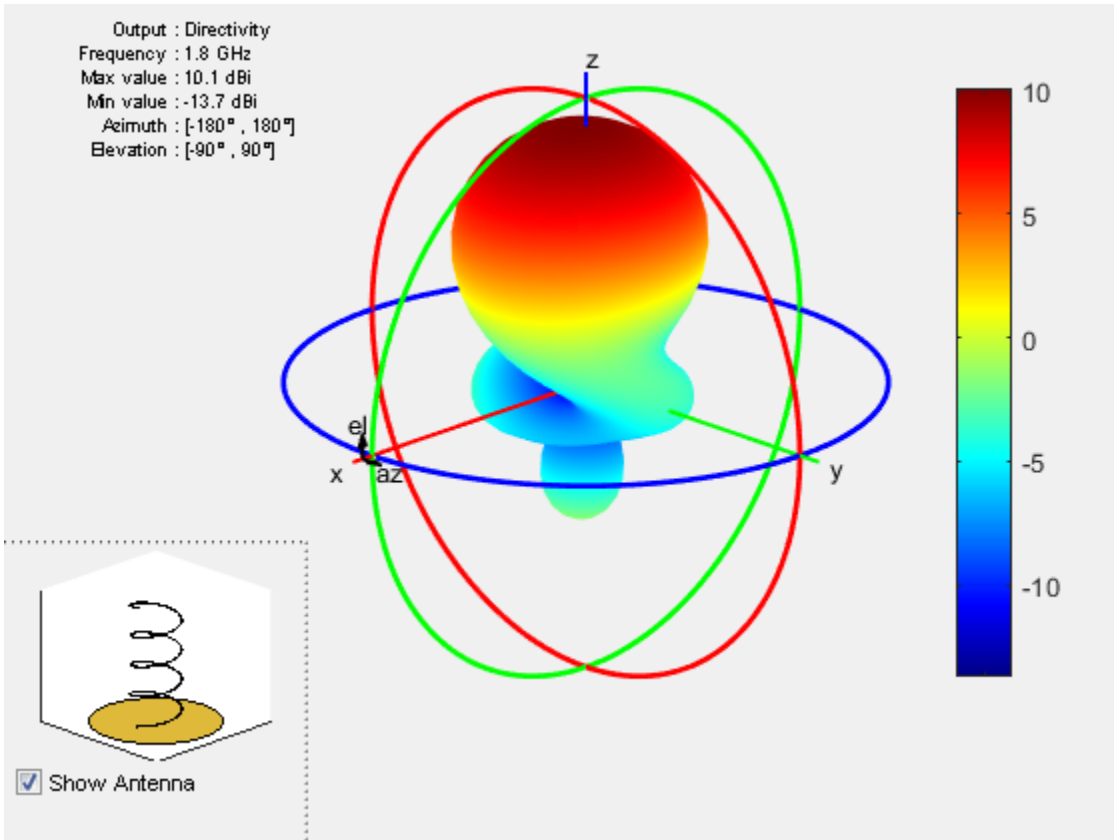 Output : Directivity
Frequency : 1.8 GHz
Max value : 10.1 dBi
Min value : -13.7 dBi
Azimuth : [-180° , 180°]
Elevation : [-90° , 90°]
z
10
5
0
-5
-10
el
x
az
y
Show Antenna